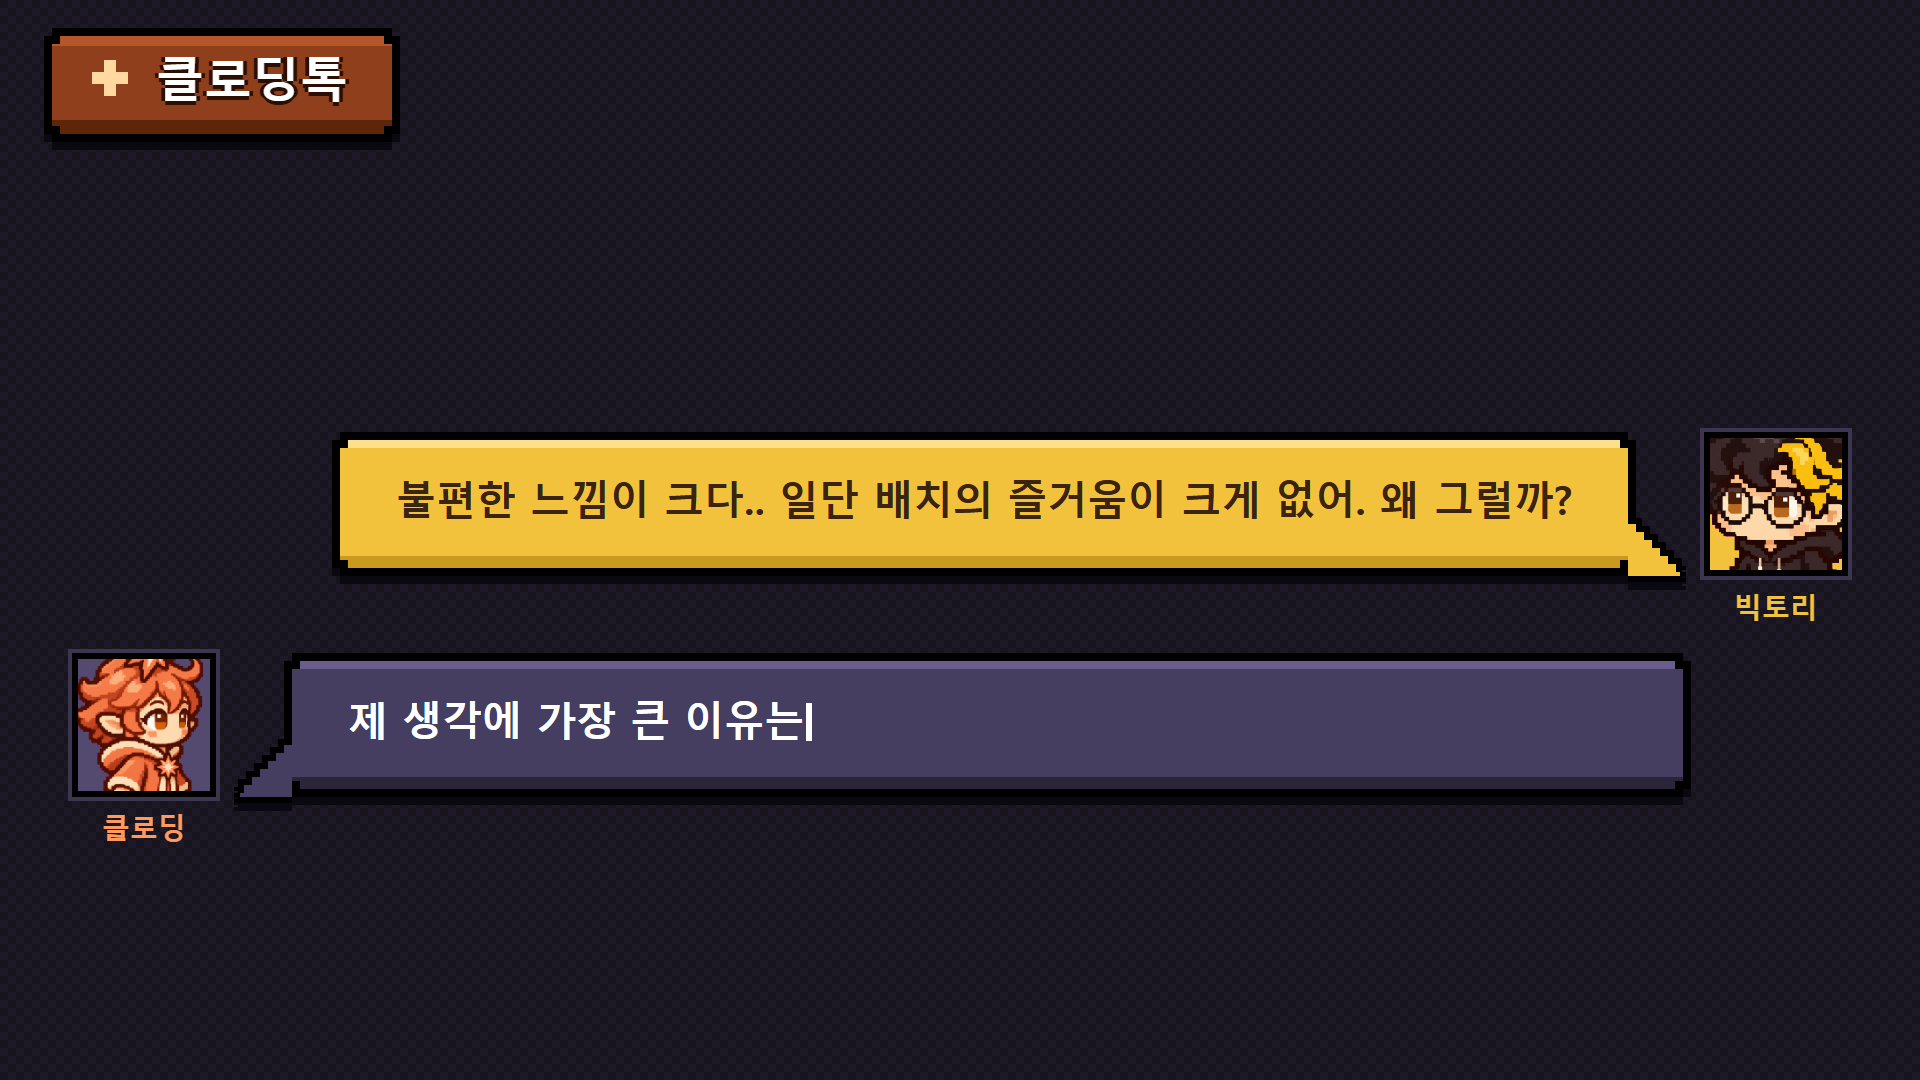 클로딩톡
불편한 느낌이 크다.. 일단 배치의 즐거움이 크게 없어. 왜 그럴까?
빅토리
제 생각에 가장 큰 이유는
클로딩